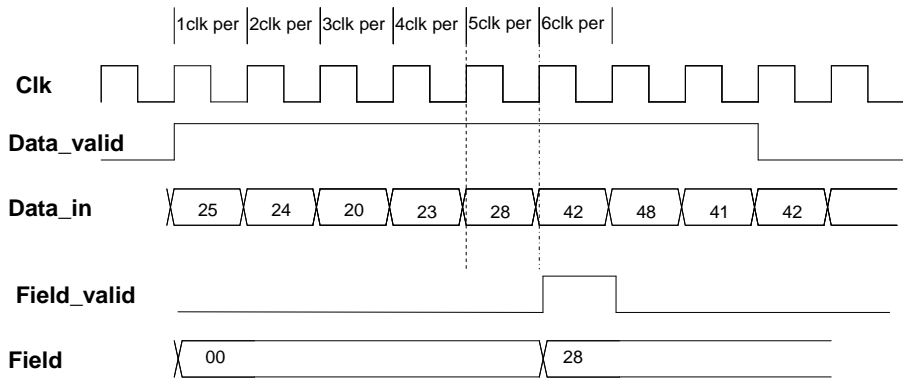 1clk per 2clk per 3clk per 4clk per 5clk per 6clk per
Clk
Data_valid
Data_in 25 24 20 23 28 42 48 41 42
Field_valid
Field 00 28